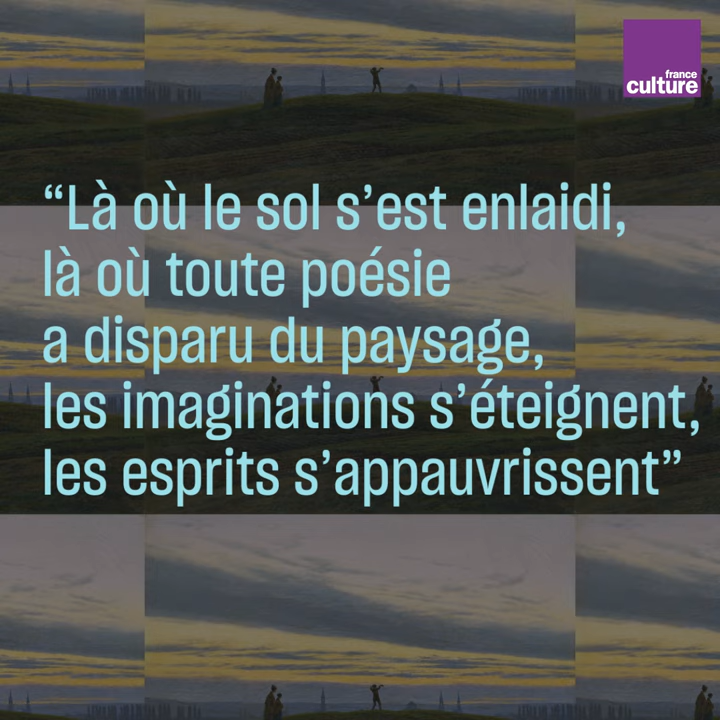 france
culture
“Là où le sol s’est enlaidi,
là où toute poésie
a disparu du paysage,
les imaginations s’éteignent,
les esprits s’appauvrissent”